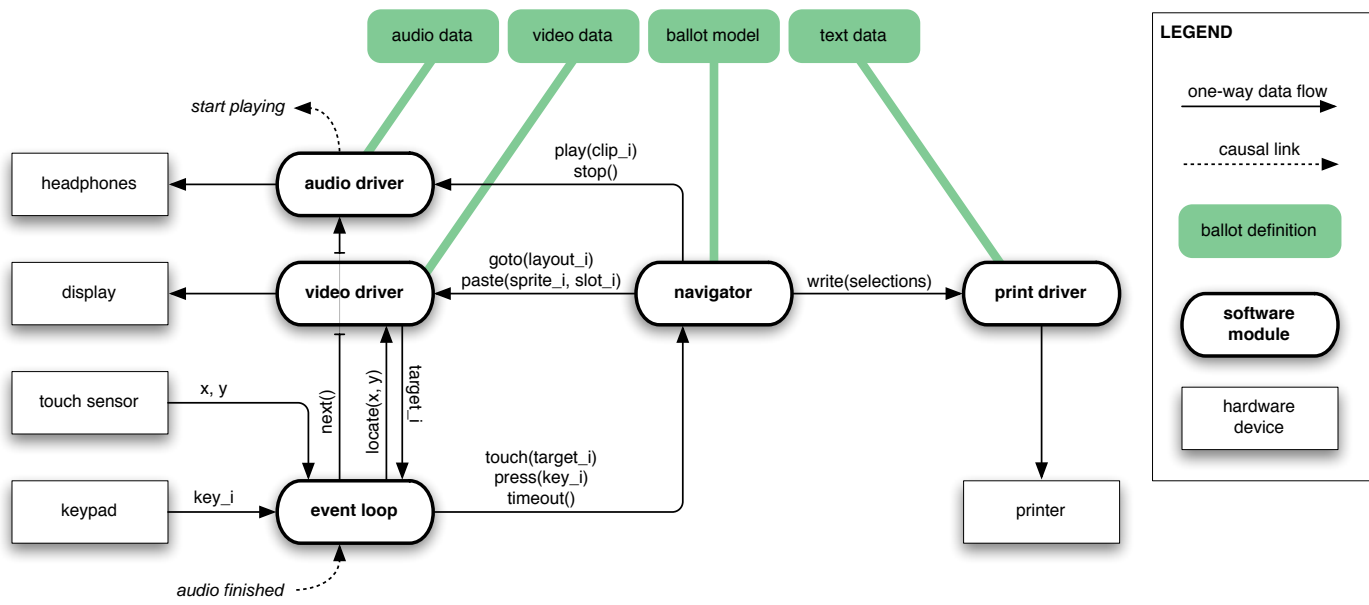 audio data
video data
ballot model
text data
LEGEND
one-way data flow
causal link
ballot definition
software
module
hardware
device
start playing
headphones
audio driver
play(clip_i)
stop()
display
video driver
goto(layout_i)
paste(sprite_i, slot_i)
navigator
write(selections)
print driver
touch sensor
x, y
next()
locate(x, y)
target_i
keypad
key_i
event loop
touch(target_i)
press(key_i)
timeout()
printer
audio finished